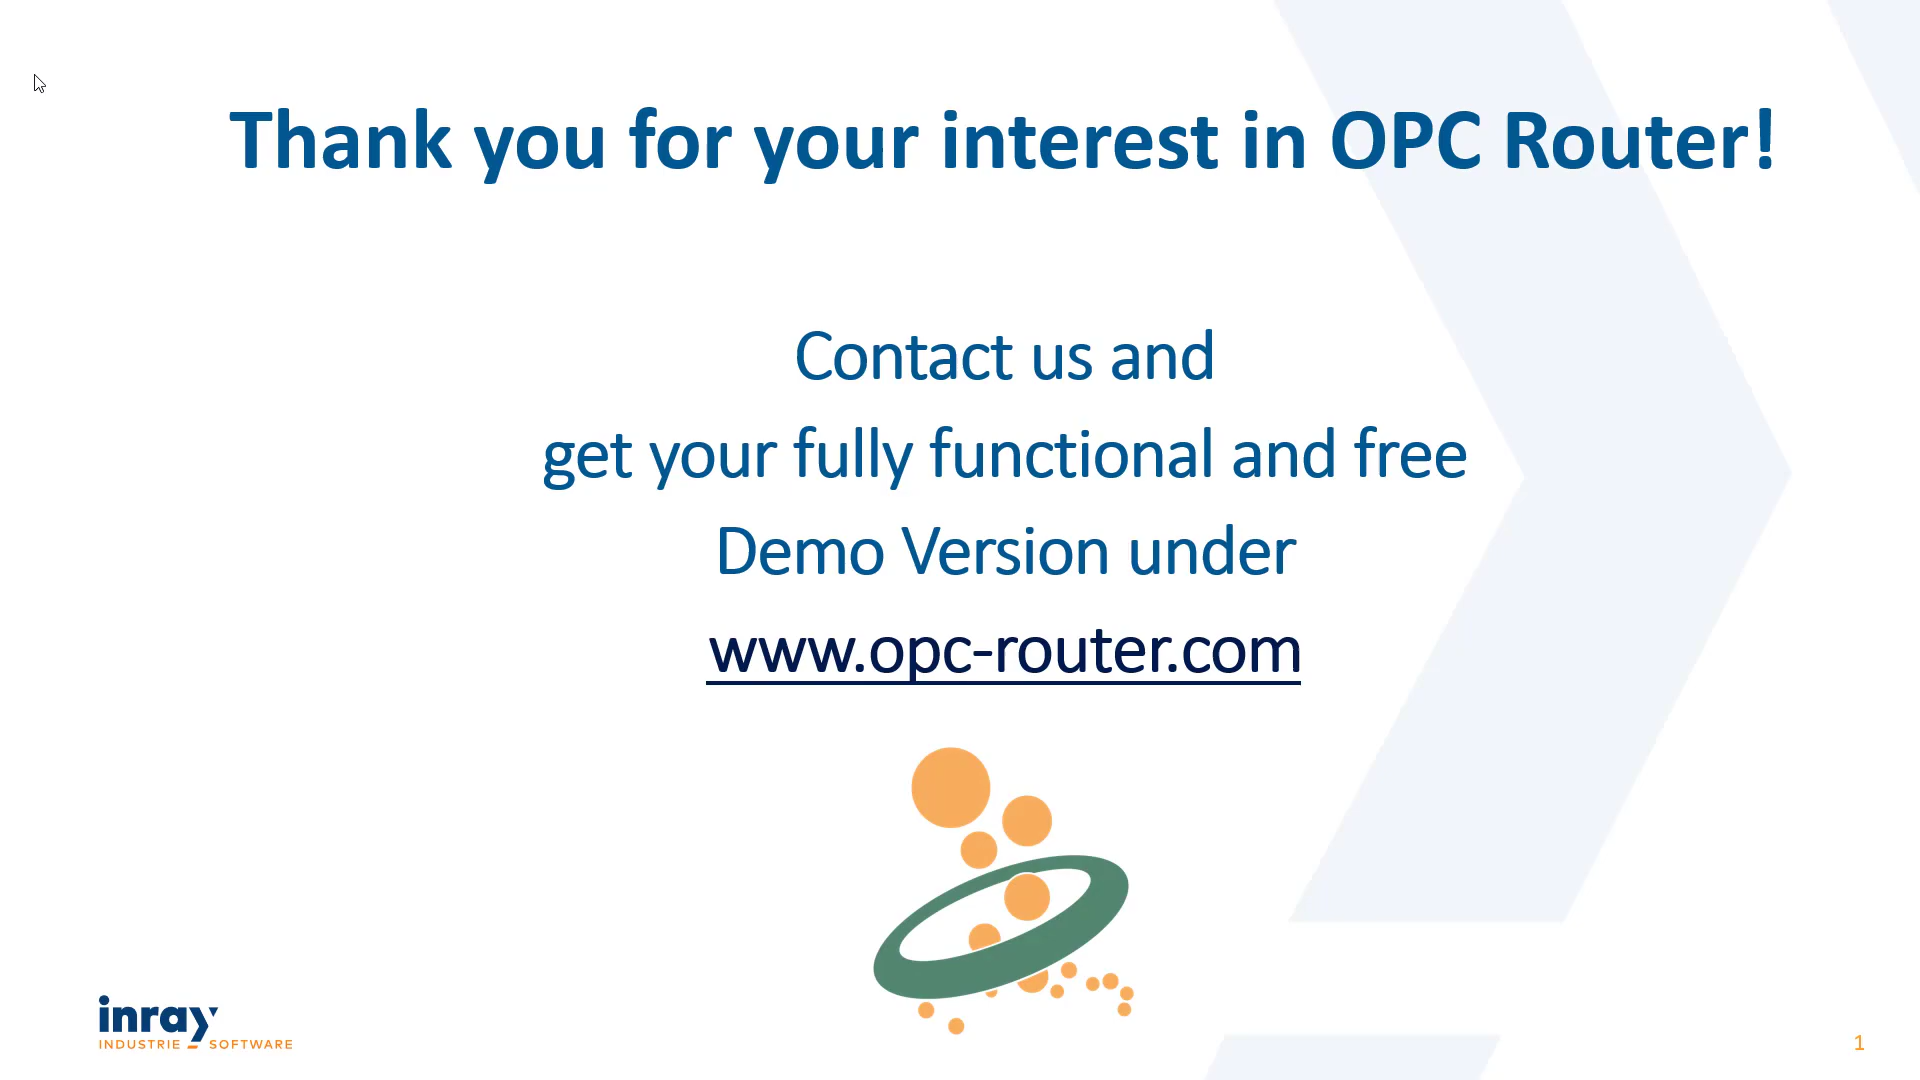 Thank you for your interest in OPC Router!
Contact us and
get your fully functional and free
Demo Version under
www.opc-router.com
inray
INDUSTRIE SOFTWARE
1